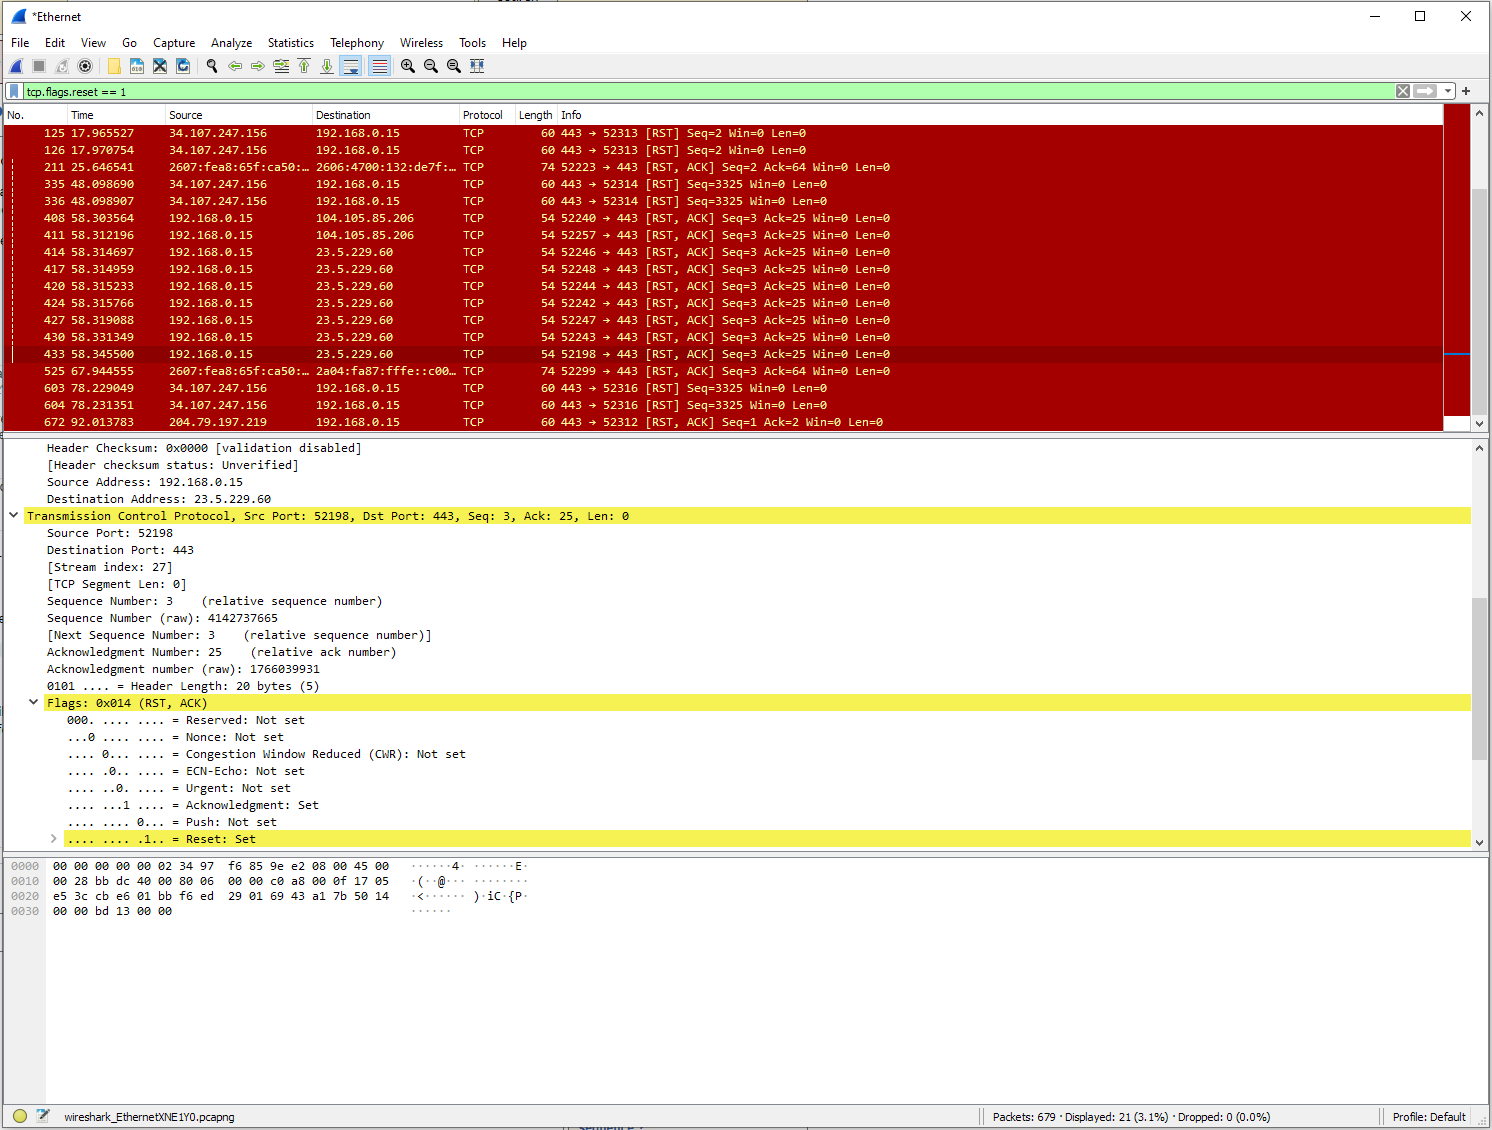 *Ethernet
File Edit View Go Capture Analyze Statistics Telephony Wireless Tools Help
tcp.flags.reset == 1
No. Time Source Destination Protocol Length Info
125 17.965527 34.107.247.156 192.168.0.15 TCP 60 443 → 52313 [RST] Seq=2 Win=0 Len=0
126 17.970754 34.107.247.156 192.168.0.15 TCP 60 443 → 52313 [RST] Seq=2 Win=0 Len=0
211 25.646541 2607:fea8:65f:ca50:… 2606:4700:132:de7f:… TCP 74 52223 → 443 [RST, ACK] Seq=2 Ack=64 Win=0 Len=0
335 48.098690 34.107.247.156 192.168.0.15 TCP 60 443 → 52314 [RST] Seq=3325 Win=0 Len=0
336 48.098907 34.107.247.156 192.168.0.15 TCP 60 443 → 52314 [RST] Seq=3325 Win=0 Len=0
408 58.303564 192.168.0.15 104.105.85.206 TCP 54 52240 → 443 [RST, ACK] Seq=3 Ack=25 Win=0 Len=0
411 58.312196 192.168.0.15 104.105.85.206 TCP 54 52257 → 443 [RST, ACK] Seq=3 Ack=25 Win=0 Len=0
414 58.314697 192.168.0.15 23.5.229.60 TCP 54 52246 → 443 [RST, ACK] Seq=3 Ack=25 Win=0 Len=0
417 58.314959 192.168.0.15 23.5.229.60 TCP 54 52248 → 443 [RST, ACK] Seq=3 Ack=25 Win=0 Len=0
420 58.315233 192.168.0.15 23.5.229.60 TCP 54 52244 → 443 [RST, ACK] Seq=3 Ack=25 Win=0 Len=0
424 58.315766 192.168.0.15 23.5.229.60 TCP 54 52242 → 443 [RST, ACK] Seq=3 Ack=25 Win=0 Len=0
427 58.319088 192.168.0.15 23.5.229.60 TCP 54 52247 → 443 [RST, ACK] Seq=3 Ack=25 Win=0 Len=0
430 58.331349 192.168.0.15 23.5.229.60 TCP 54 52243 → 443 [RST, ACK] Seq=3 Ack=25 Win=0 Len=0
433 58.345500 192.168.0.15 23.5.229.60 TCP 54 52198 → 443 [RST, ACK] Seq=3 Ack=25 Win=0 Len=0
525 67.944555 2607:fea8:65f:ca50:… 2a04:fa87:fffe::c00… TCP 74 52299 → 443 [RST, ACK] Seq=3 Ack=64 Win=0 Len=0
603 78.229049 34.107.247.156 192.168.0.15 TCP 60 443 → 52316 [RST] Seq=3325 Win=0 Len=0
604 78.231351 34.107.247.156 192.168.0.15 TCP 60 443 → 52316 [RST] Seq=3325 Win=0 Len=0
672 92.013783 204.79.197.219 192.168.0.15 TCP 60 443 → 52312 [RST, ACK] Seq=1 Ack=2 Win=0 Len=0
Header Checksum: 0x0000 [validation disabled]
[Header checksum status: Unverified]
Source Address: 192.168.0.15
Destination Address: 23.5.229.60
Transmission Control Protocol, Src Port: 52198, Dst Port: 443, Seq: 3, Ack: 25, Len: 0
Source Port: 52198
Destination Port: 443
[Stream index: 27]
[TCP Segment Len: 0]
Sequence Number: 3 (relative sequence number)
Sequence Number (raw): 4142737665
[Next Sequence Number: 3 (relative sequence number)]
Acknowledgment Number: 25 (relative ack number)
Acknowledgment number (raw): 1766039931
0101 .... = Header Length: 20 bytes (5)
Flags: 0x014 (RST, ACK)
000. .... .... = Reserved: Not set
...0 .... .... = Nonce: Not set
.... 0... .... = Congestion Window Reduced (CWR): Not set
.... .0.. .... = ECN-Echo: Not set
.... ..0. .... = Urgent: Not set
.... ...1 .... = Acknowledgment: Set
.... .... 0... = Push: Not set
.... .... .1.. = Reset: Set
0000 00 00 00 00 00 02 34 97 f6 85 9e e2 08 00 45 00 ······4· ······E·
0010 00 28 bb dc 40 00 80 06 00 00 c0 a8 00 0f 17 05 ·(··@··· ········
0020 e5 3c cb e6 01 bb f6 ed 29 01 69 43 a1 7b 50 14 ·<······ )·iC·{P·
0030 00 00 bd 13 00 00 ······
wireshark_EthernetXNE1Y0.pcapng Packets: 679 · Displayed: 21 (3.1%) · Dropped: 0 (0.0%) Profile: Default